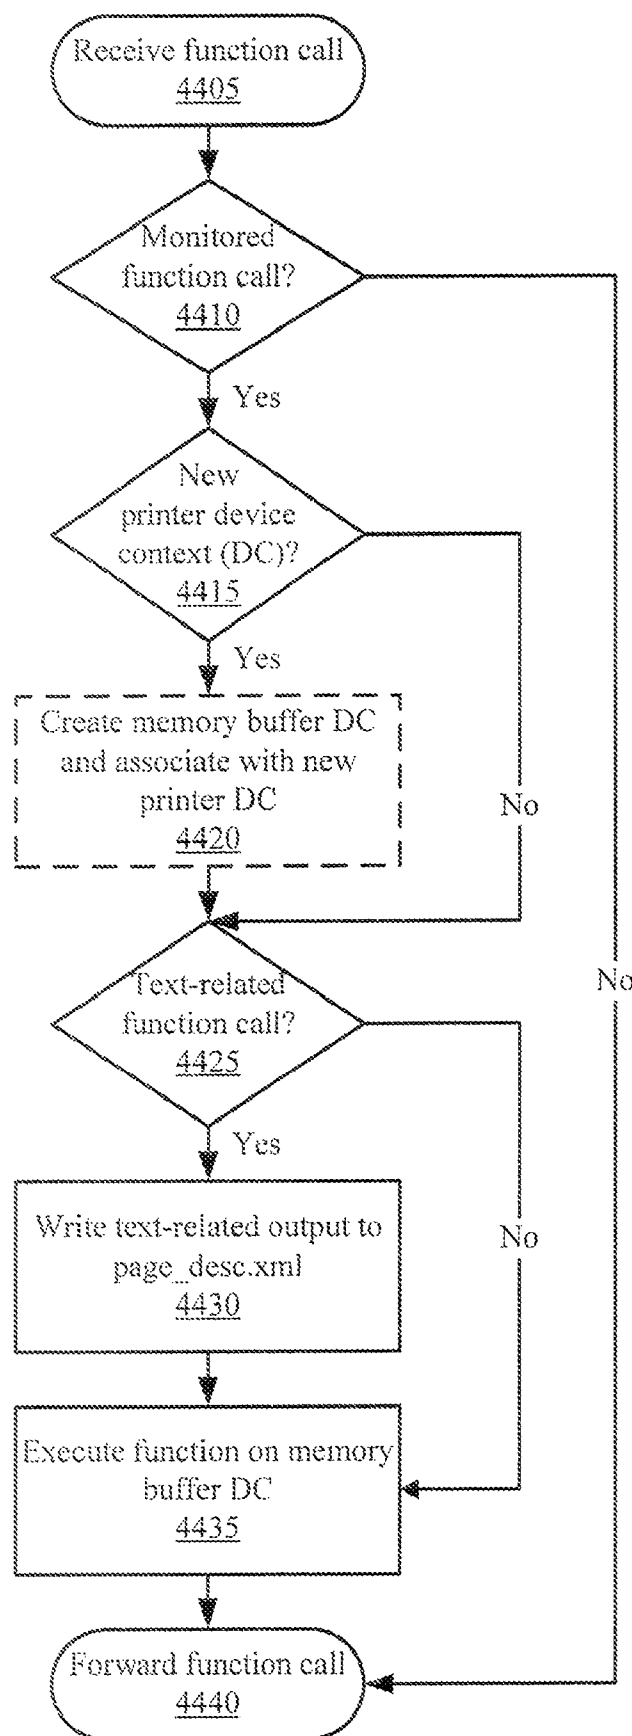 Receive function call
4405
Monitored
function call?
4410
Yes
New
printer device
context (DC)?
4415
Yes
Create memory buffer DC
and associate with new
printer DC
4420
No
No
Text-related
function call?
4425
Yes
Write text-related output to
page_desc.xml
4430
No
Execute function on memory
buffer DC
4435
Forward function call
4440